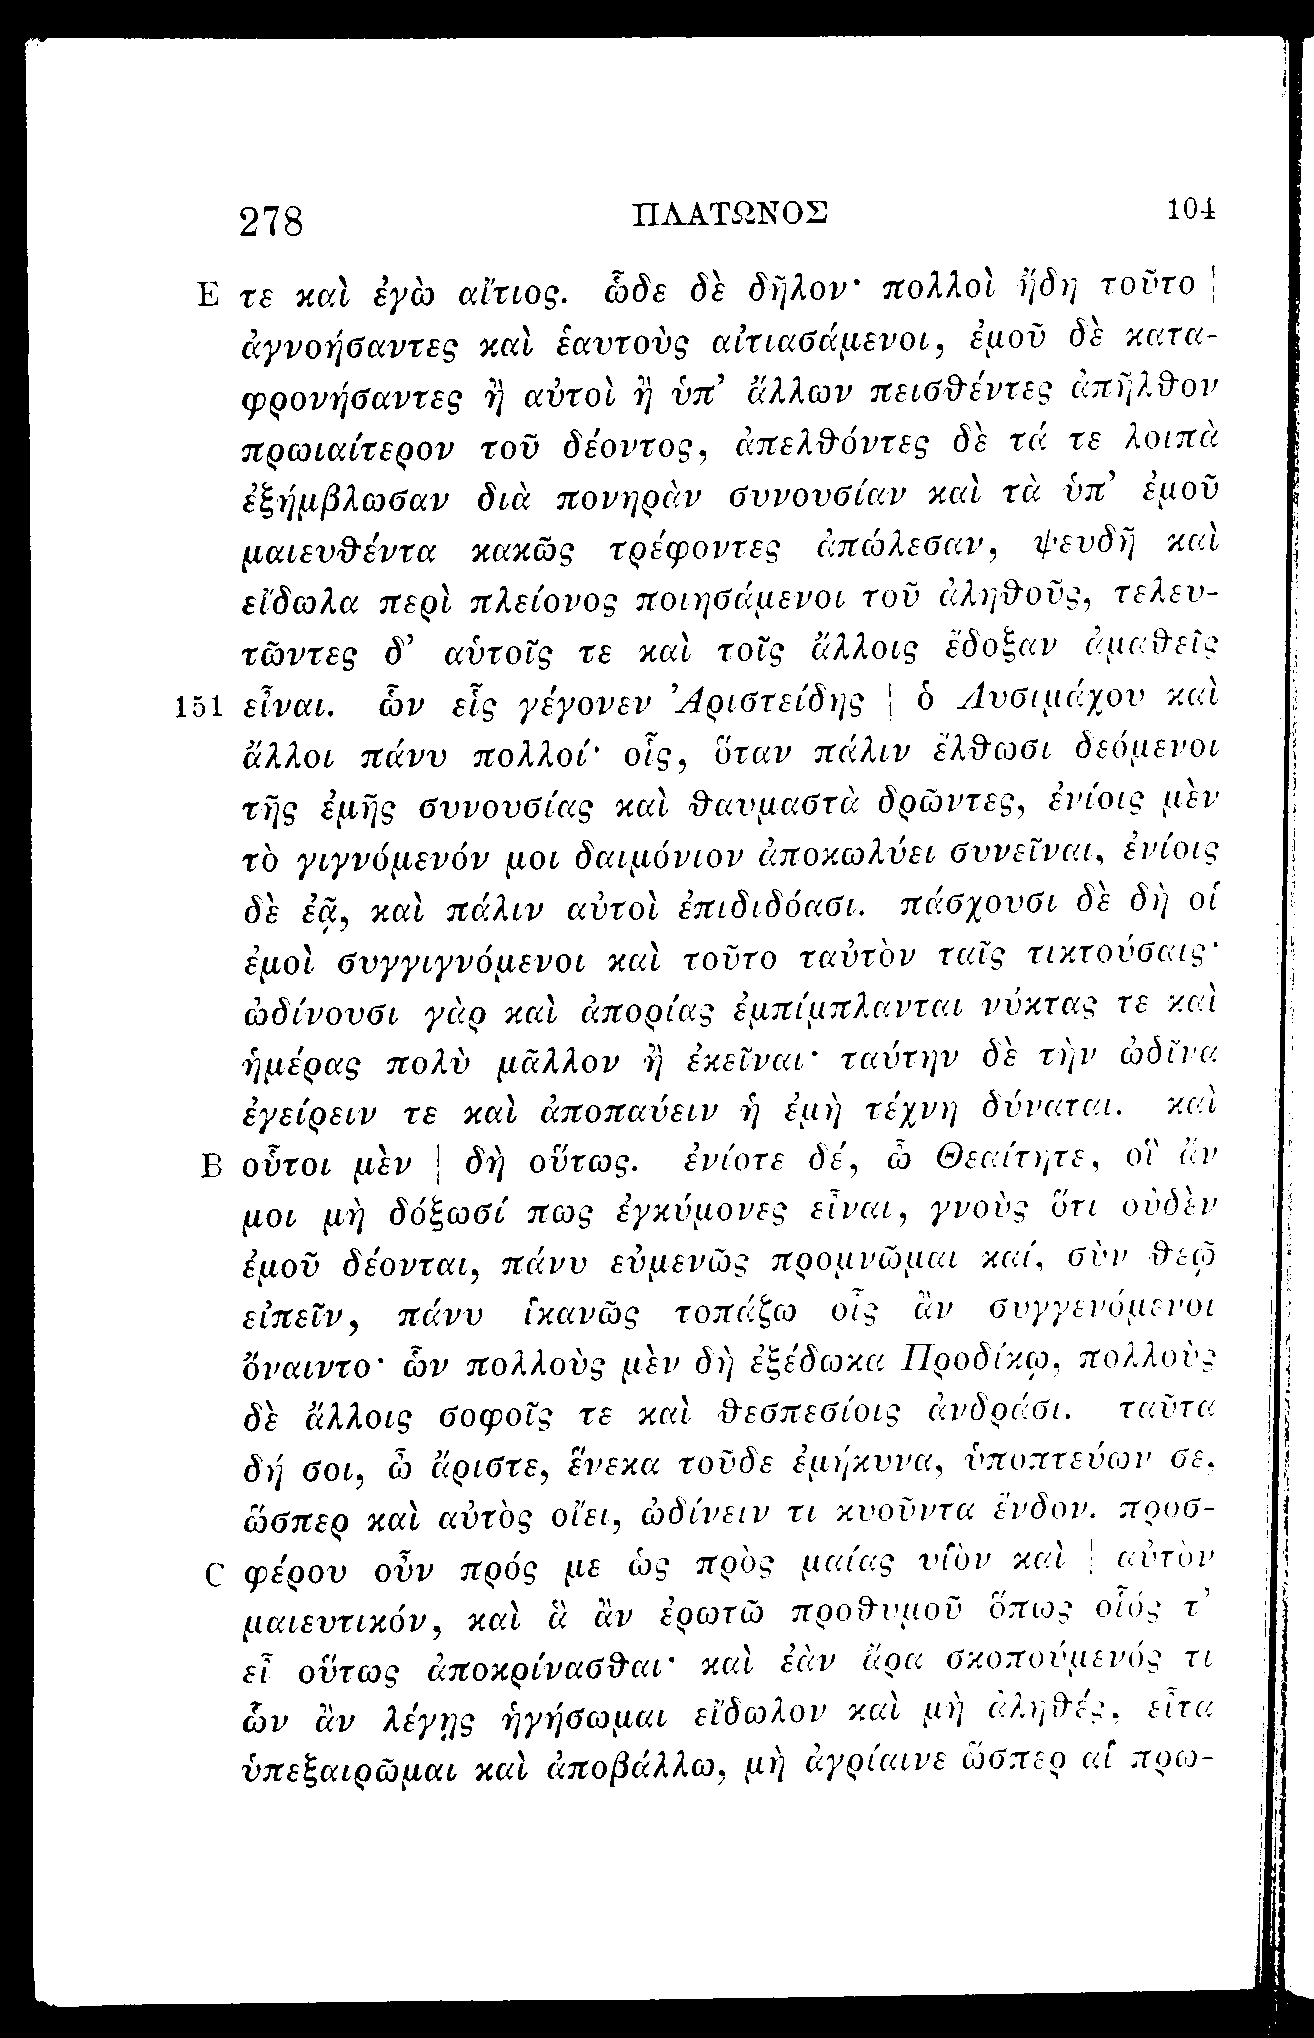 278 ΠΛΑΤΩΝΟΣ 104
E τε καὶ ἐγὼ αἴτιος. ὧδε δὲ δῆλον· πολλοὶ ἤδη τοῦτο |
ἀγνοήσαντες καὶ ἑαυτοὺς αἰτιασάμενοι, ἐμοῦ δὲ κατα-
φρονήσαντες ἢ αὐτοὶ ἢ ὑπ’ ἄλλων πεισθέντες ἀπῆλθον
πρωιαίτερον τοῦ δέοντος, ἀπελθόντες δὲ τά τε λοιπὰ
ἐξήμβλωσαν διὰ πονηρὰν συνουσίαν καὶ τὰ ὑπ’ ἐμοῦ
μαιευθέντα κακῶς τρέφοντες ἀπώλεσαν, ψευδῆ καὶ
εἴδωλα περὶ πλείονος ποιησάμενοι τοῦ ἀληθοῦς, τελευ-
τῶντες δ’ αὑτοῖς τε καὶ τοῖς ἄλλοις ἔδοξαν ἀμαθεῖς
151 εἶναι. ὧν εἷς γέγονεν Ἀριστείδης | ὁ Λυσιμάχου καὶ
ἄλλοι πάνυ πολλοί· οἷς, ὅταν πάλιν ἔλθωσι δεόμενοι
τῆς ἐμῆς συνουσίας καὶ θαυμαστὰ δρῶντες, ἐνίοις μὲν
τὸ γιγνόμενόν μοι δαιμόνιον ἀποκωλύει συνεῖναι, ἐνίοις
δὲ ἐᾷ, καὶ πάλιν αὐτοὶ ἐπιδιδόασι. πάσχουσι δὲ δὴ οἱ
ἐμοὶ συγγιγνόμενοι καὶ τοῦτο ταὐτὸν ταῖς τικτούσαις·
ὠδίνουσι γὰρ καὶ ἀπορίας ἐμπίμπλανται νύκτας τε καὶ
ἡμέρας πολὺ μᾶλλον ἢ ἐκεῖναι· ταύτην δὲ τὴν ὠδῖνα
ἐγείρειν τε καὶ ἀποπαύειν ἡ ἐμὴ τέχνη δύναται. καὶ
B οὗτοι μὲν | δὴ οὕτως. ἐνίοτε δέ, ὦ Θεαίτητε, οἳ ἄν
μοι μὴ δόξωσί πως ἐγκύμονες εἶναι, γνοὺς ὅτι οὐδὲν
ἐμοῦ δέονται, πάνυ εὐμενῶς προμνῶμαι καί, σὺν θεῷ
εἰπεῖν, πάνυ ἱκανῶς τοπάζω οἷς ἂν συγγενόμενοι
ὄναιντο· ὧν πολλοὺς μὲν δὴ ἐξέδωκα Προδίκῳ, πολλοὺς
δὲ ἄλλοις σοφοῖς τε καὶ θεσπεσίοις ἀνδράσι. ταῦτα
δή σοι, ὦ ἄριστε, ἕνεκα τοῦδε ἐμήκυνα, ὑποπτεύων σε,
ὥσπερ καὶ αὐτὸς οἴει, ὠδίνειν τι κυοῦντα ἔνδον. προσ-
C φέρου οὖν πρός με ὡς πρὸς μαίας υἱὸν καὶ | αὐτὸν
μαιευτικόν, καὶ ἃ ἂν ἐρωτῶ προθυμοῦ ὅπως οἷός τ’
εἶ οὕτως ἀποκρίνασθαι· καὶ ἐὰν ἄρα σκοπούμενός τι
ὧν ἂν λέγῃς ἡγήσωμαι εἴδωλον καὶ μὴ ἀληθές, εἶτα
ὑπεξαιρῶμαι καὶ ἀποβάλλω, μὴ ἀγρίαινε ὥσπερ αἱ πρω-